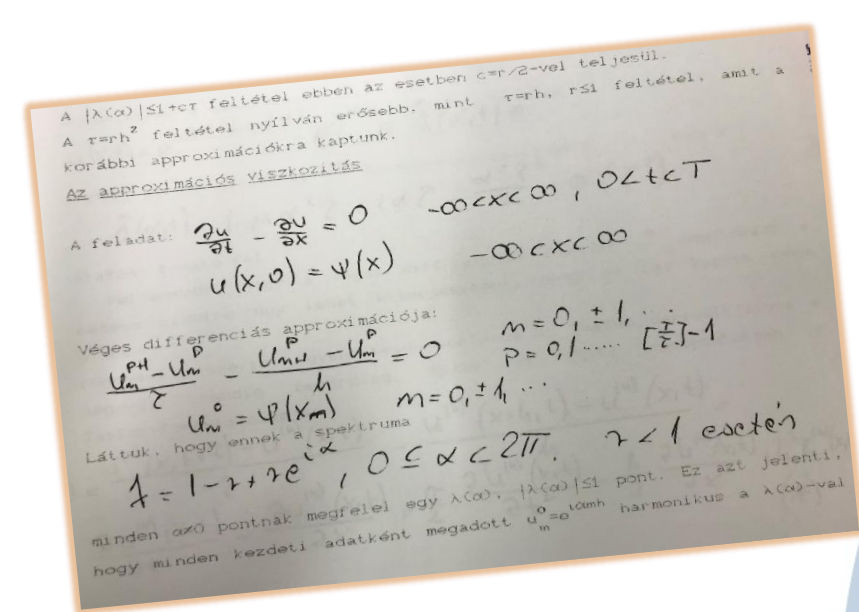 A |λ(α)|≤1+cτ feltétel ebben az esetben c=r/2-vel teljesül.
A τ=rh² feltétel nyilván erősebb, mint τ=rh, r≤1 feltétel, amit a
korábbi approximációkra kaptunk.
Az approximációs viszkozitás
A feladat: ∂u/∂t - ∂u/∂x = 0 -∞<x<∞, 0<t<T
u(x,0) = ψ(x) -∞<x<∞
Véges differenciás approximációja:
(u_m^{p+1} - u_m^p)/τ - (u_{m+1}^p - u_m^p)/h = 0 m = 0, ±1, ...
p = 0,1 ..... [T/τ]-1
u_m^0 = ψ(x_m) m = 0, ±1, ...
Láttuk, hogy ennek a spektruma
λ = 1-r+re^{iα}, 0 ≤ α < 2π. r < 1 esetén
minden α≠0 pontnak megfelel egy λ(α), |λ(α)|≤1 pont. Ez azt jelenti,
hogy minden kezdeti adatként megadott u_m^0=e^{iαmh} harmonikus a λ(α)-val